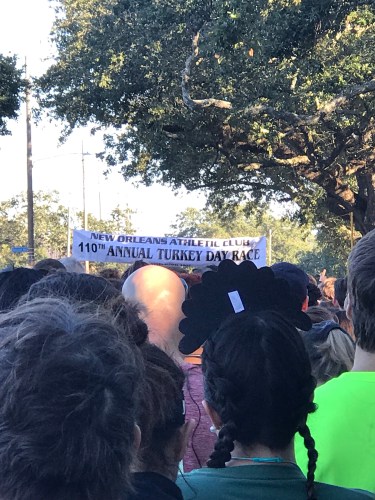 NEW ORLEANS ATHLETIC CLUB
110TH ANNUAL TURKEY DAY RACE